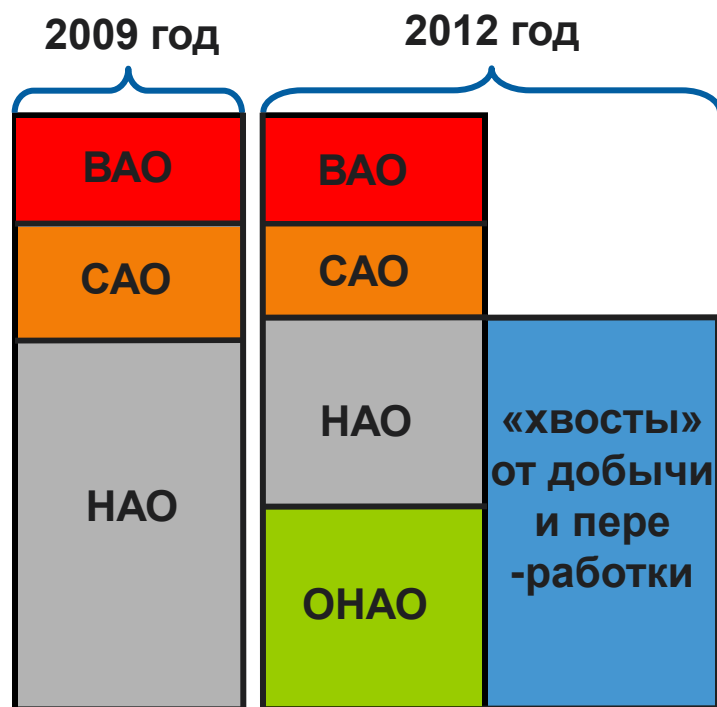 2009 год
2012 год
ВАО
САО
НАО
ВАО
САО
НАО
ОНАО
«хвосты»
от добычи
и пере
-работки